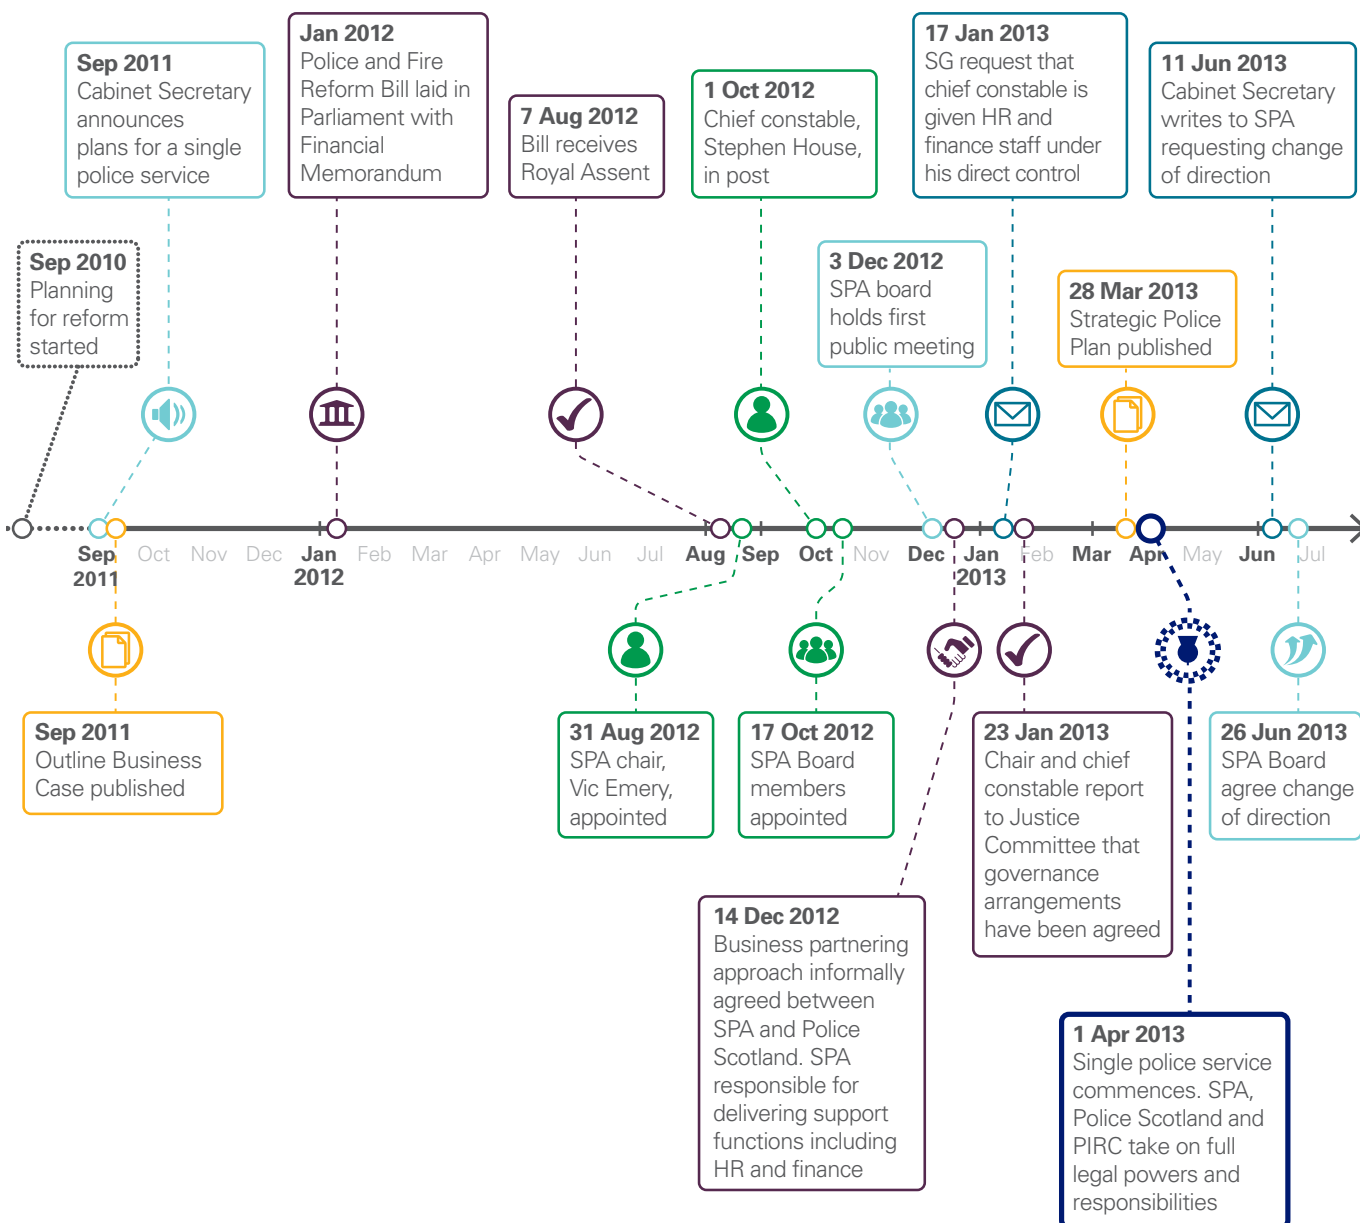 Sep 2011
Cabinet Secretary
announces
plans for a single
police service
Jan 2012
Police and Fire
Reform Bill laid in
Parliament with
Financial
Memorandum
7 Aug 2012
Bill receives
Royal Assent
1 Oct 2012
Chief constable,
Stephen House,
in post
17 Jan 2013
SG request that
chief constable is
given HR and
finance staff under
his direct control
11 Jun 2013
Cabinet Secretary
writes to SPA
requesting change
of direction
Sep 2010
Planning
for reform
started
3 Dec 2012
SPA board
holds first
public meeting
28 Mar 2013
Strategic Police
Plan published
Sep Oct Nov Dec Jan Feb Mar Apr May Jun Jul Aug Sep Oct Nov Dec Jan Feb Mar Apr May Jun Jul
2011 2012 2013
Sep 2011
Outline Business
Case published
31 Aug 2012
SPA chair,
Vic Emery,
appointed
17 Oct 2012
SPA Board
members
appointed
14 Dec 2012
Business partnering
approach informally
agreed between
SPA and Police
Scotland. SPA
responsible for
delivering support
functions including
HR and finance
23 Jan 2013
Chair and chief
constable report
to Justice
Committee that
governance
arrangements
have been agreed
1 Apr 2013
Single police service
commences. SPA,
Police Scotland and
PIRC take on full
legal powers and
responsibilities
26 Jun 2013
SPA Board
agree change
of direction